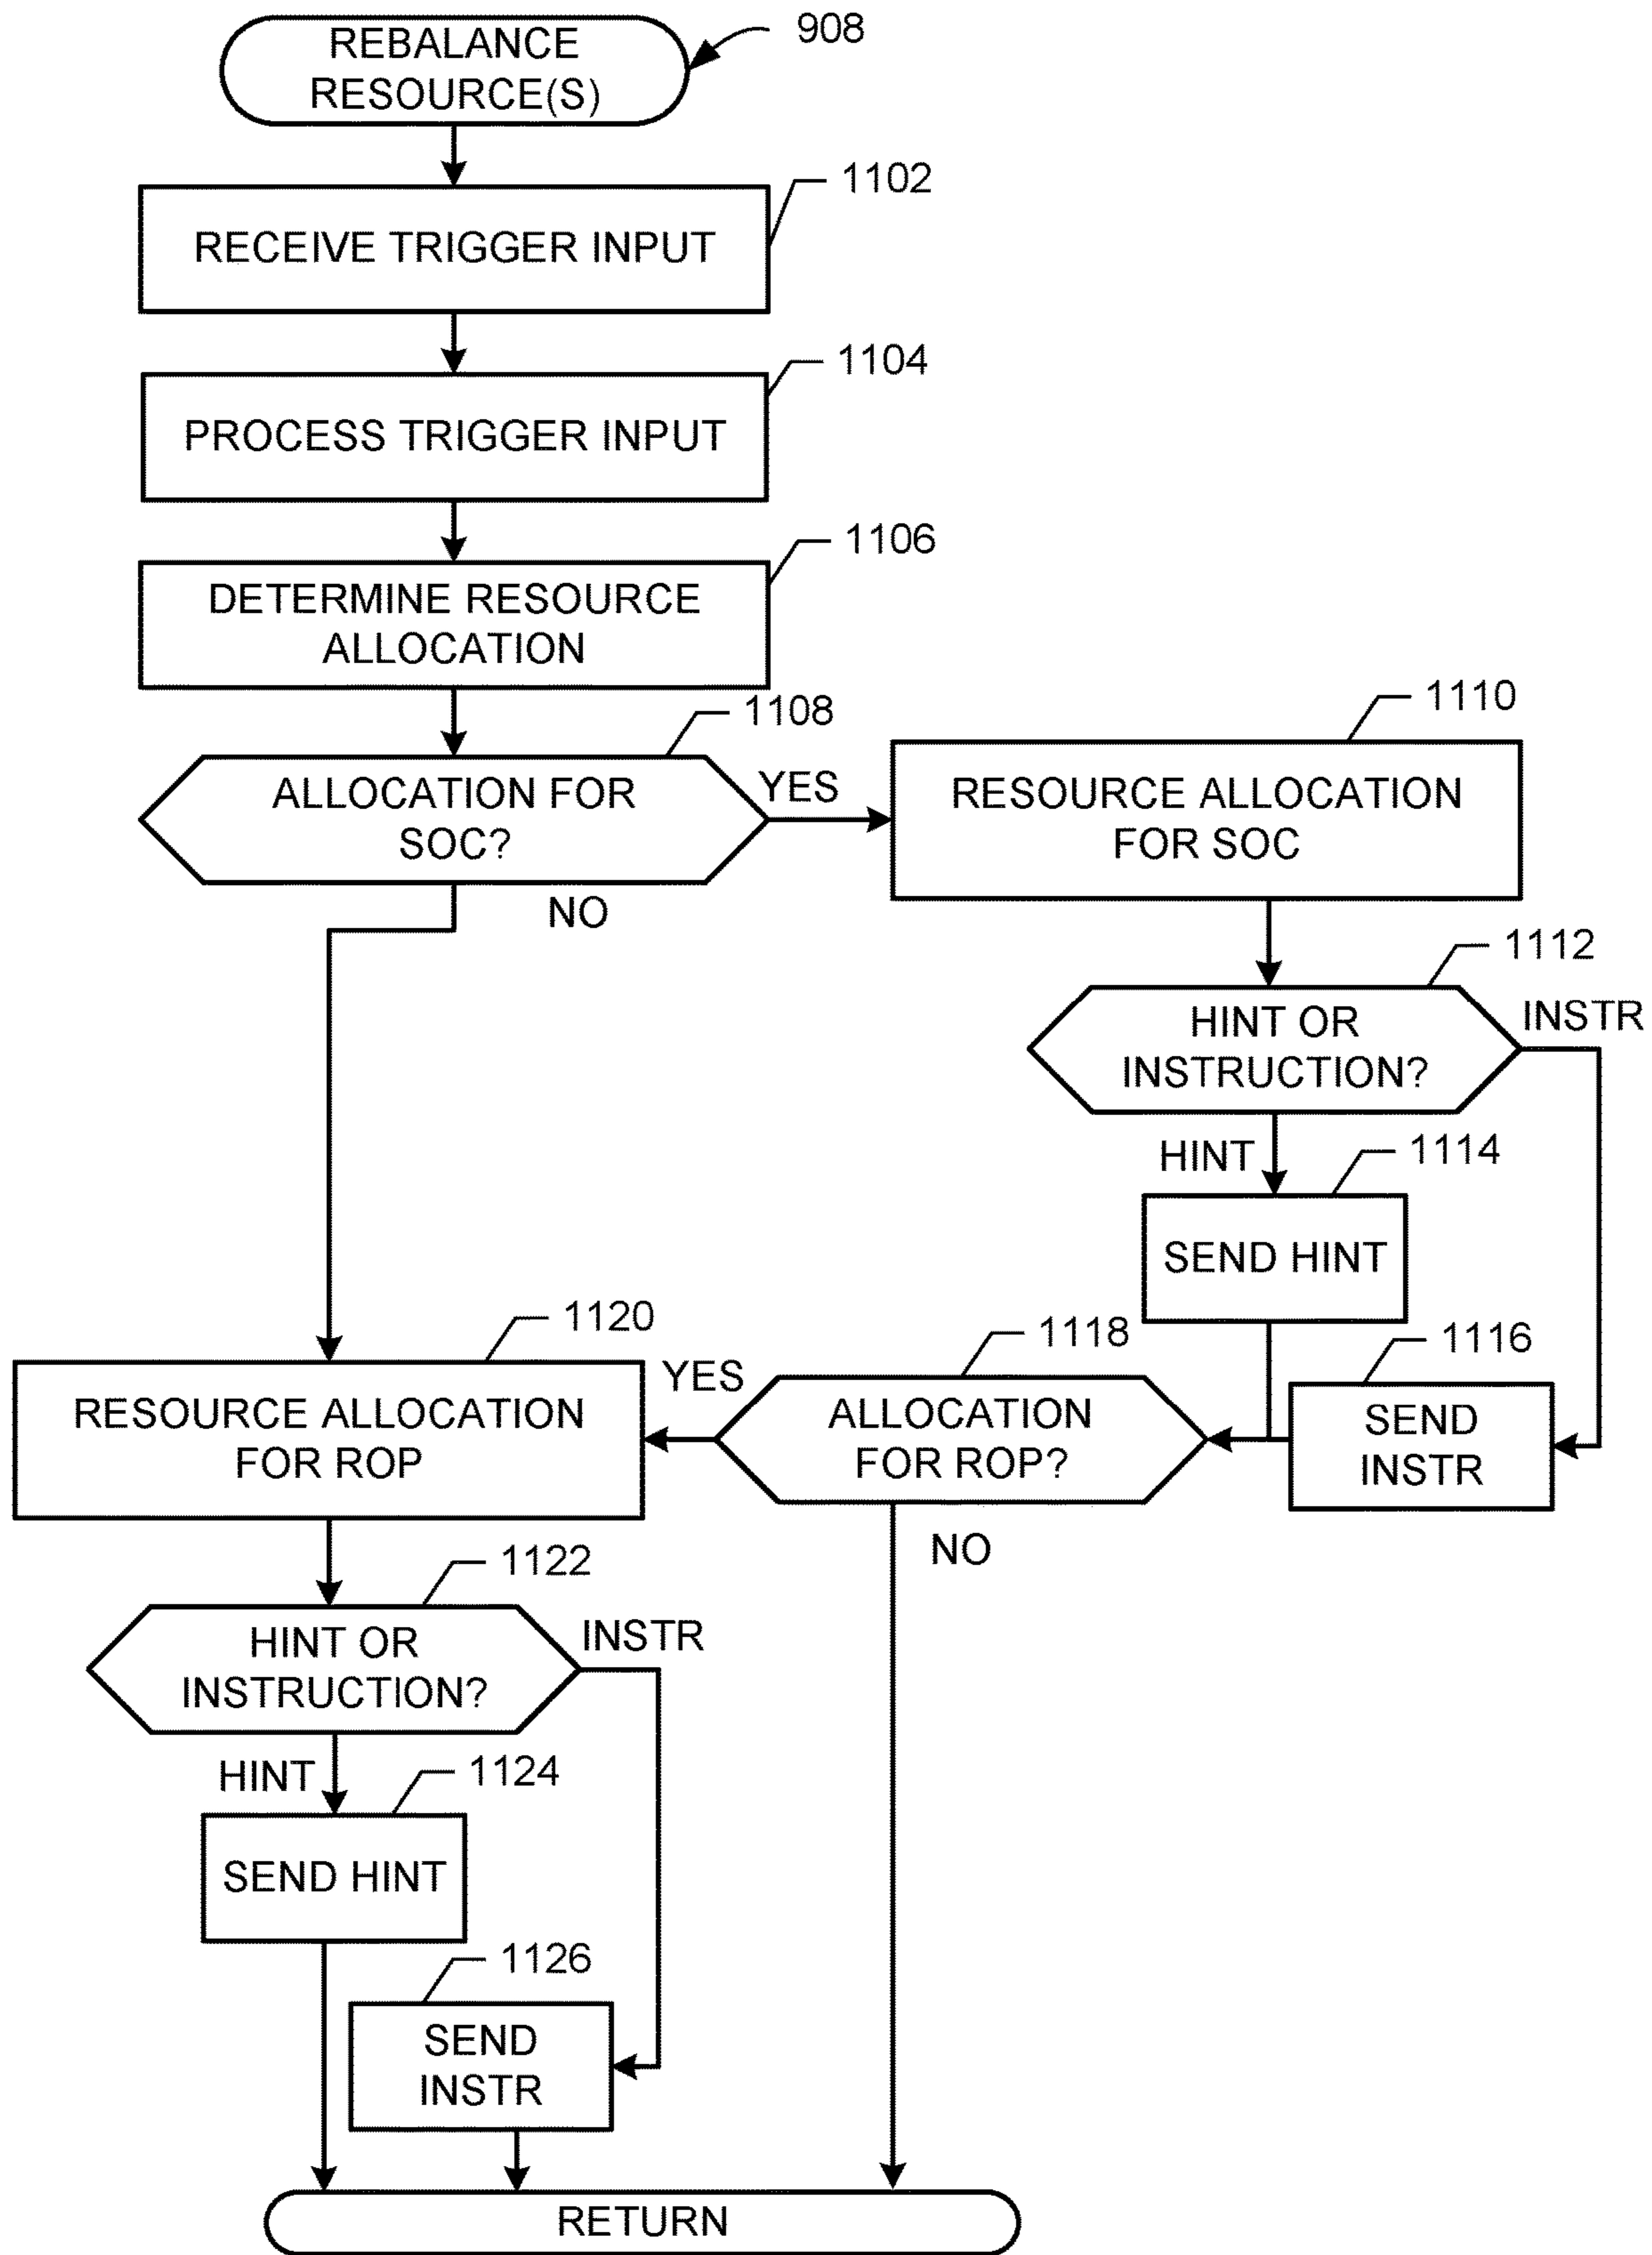 REBALANCE
RESOURCE(S)
908
1102
RECEIVE TRIGGER INPUT
1104
PROCESS TRIGGER INPUT
1106
DETERMINE RESOURCE
ALLOCATION
1108
ALLOCATION FOR
SOC?
YES
NO
1110
RESOURCE ALLOCATION
FOR SOC
1112
HINT OR
INSTRUCTION?
INSTR
HINT
1114
SEND HINT
1116
SEND
INSTR
1118
ALLOCATION
FOR ROP?
YES
NO
1120
RESOURCE ALLOCATION
FOR ROP
1122
HINT OR
INSTRUCTION?
INSTR
HINT
1124
SEND HINT
1126
SEND
INSTR
RETURN